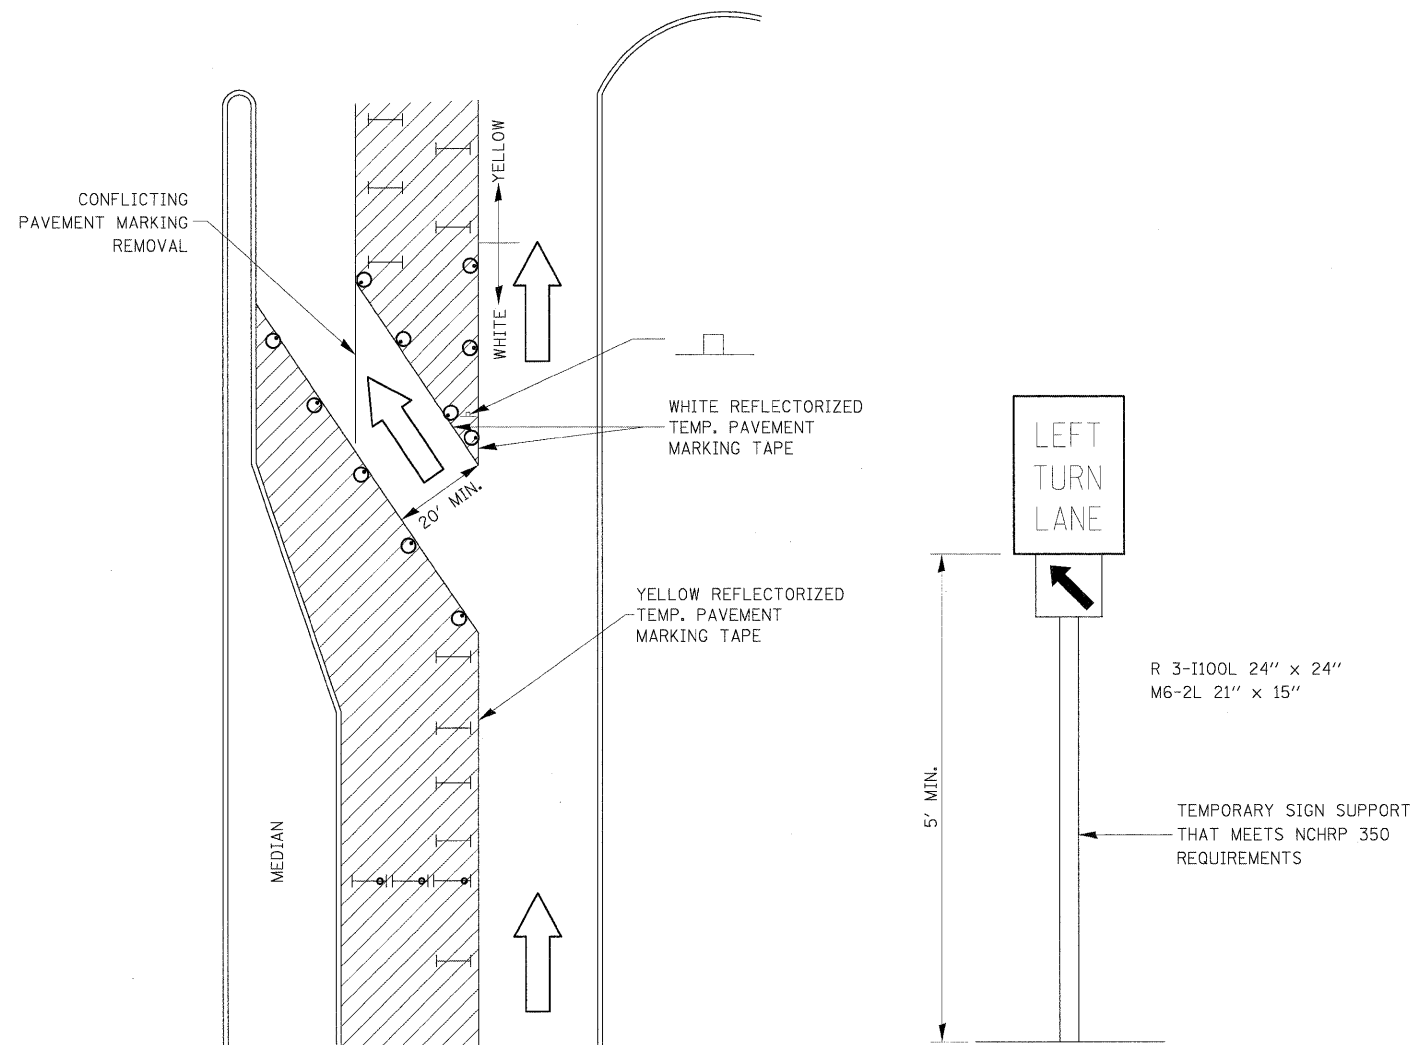 CONFLICTING
PAVEMENT MARKING
REMOVAL
YELLOW
WHITE
WHITE REFLECTORIZED
TEMP. PAVEMENT
MARKING TAPE
20' MIN.
YELLOW REFLECTORIZED
TEMP. PAVEMENT
MARKING TAPE
MEDIAN
LEFT
TURN
LANE
5' MIN.
R 3-I100L 24" x 24"
M6-2L 21" x 15"
TEMPORARY SIGN SUPPORT
THAT MEETS NCHRP 350
REQUIREMENTS